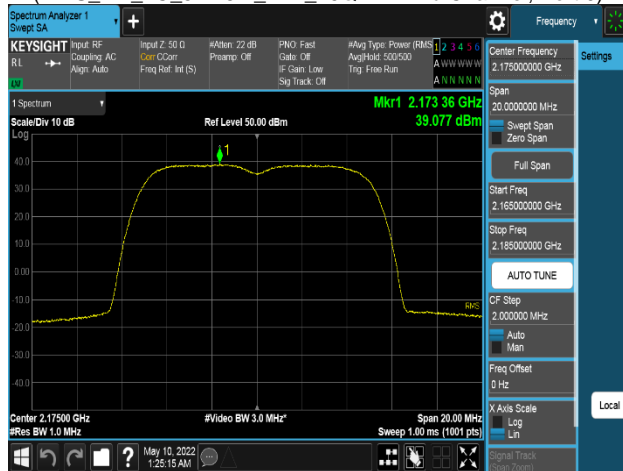 Spectrum Analyzer 1
Swept SA
Frequency
KEYSIGHT
RL
Input: RF
Coupling: AC
Align: Auto
Input Z: 50 Ω
Corr CCorr
Freq Ref: Int (S)
#Atten: 22 dB
Preamp: Off
PNO: Fast
Gate: Off
IF Gain: Low
Sig Track: Off
#Avg Type: Power (RMS
Avg|Hold: 500/500
Trig: Free Run
1 2 3 4 5 6
A W W W W W
A N N N N N
1 Spectrum
Scale/Div 10 dB
Log
Ref Level 50.00 dBm
Mkr1 2.173 36 GHz
39.077 dBm
1
40.0
30.0
20.0
10.0
0.00
-10.0
-20.0
-30.0
-40.0
RMS
Center 2.17500 GHz
#Res BW 1.0 MHz
#Video BW 3.0 MHz*
Span 20.00 MHz
Sweep 1.00 ms (1001 pts)
Center Frequency
2.175000000 GHz
Settings
Span
20.0000000 MHz
Swept Span
Zero Span
Full Span
Start Freq
2.165000000 GHz
Stop Freq
2.185000000 GHz
AUTO TUNE
CF Step
2.000000 MHz
Auto
Man
Freq Offset
0 Hz
X Axis Scale
Log
Lin
Local
Signal Track
(Span Zoom)
?
May 10, 2022
1:25:15 AM